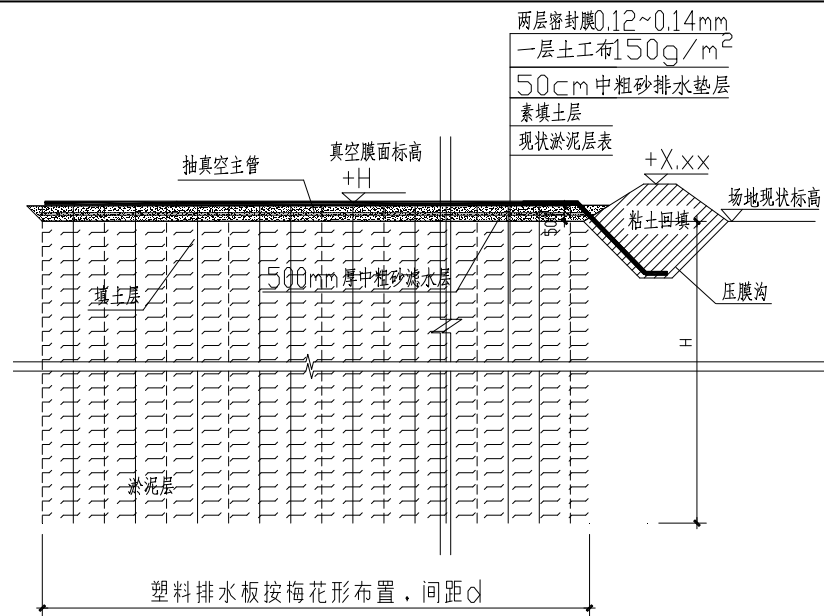 两层密封膜0.12~0.14mm
一层土工布150g/m²
50cm中粗砂排水垫层
素填土层
现状淤泥层表
真空膜面标高
+H
抽真空主管
+X.xx
场地现状标高
粘土回填
500
500mm厚中粗砂滤水层
填土层
压膜沟
H
淤泥层
塑料排水板按梅花形布置，间距d